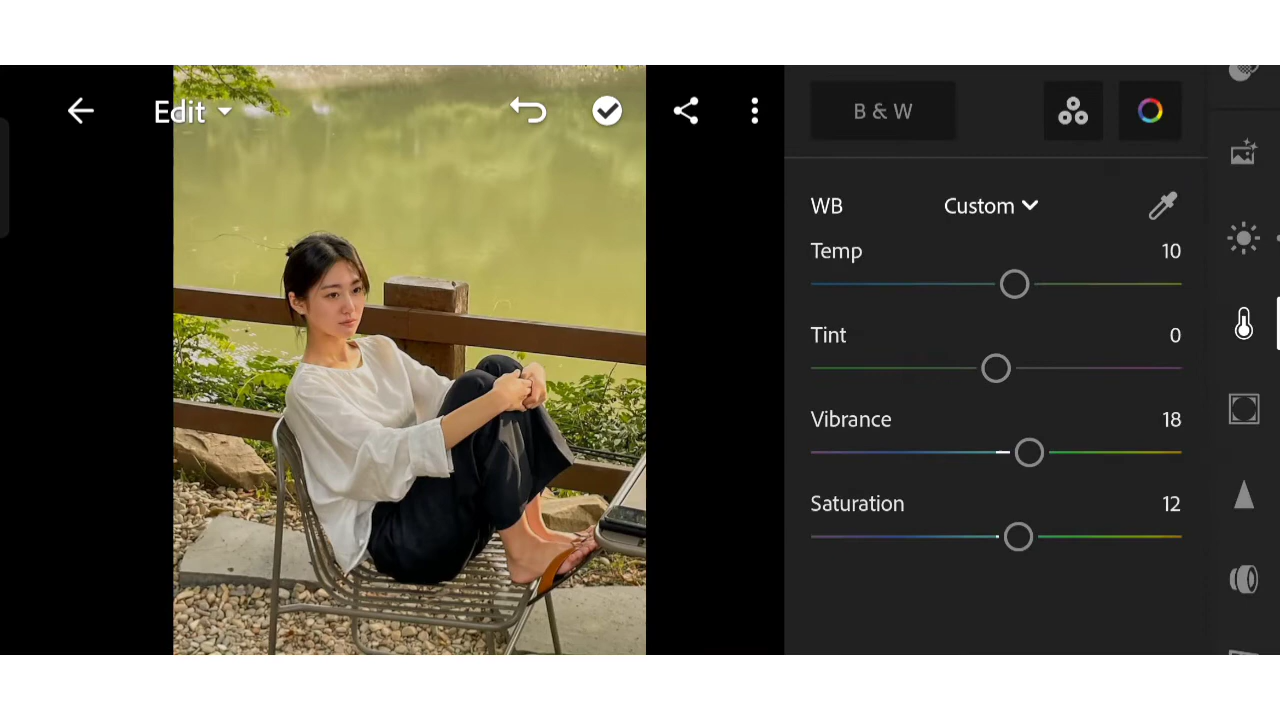 Edit
B & W
WB Custom
Temp 10
Tint 0
Vibrance 18
Saturation 12